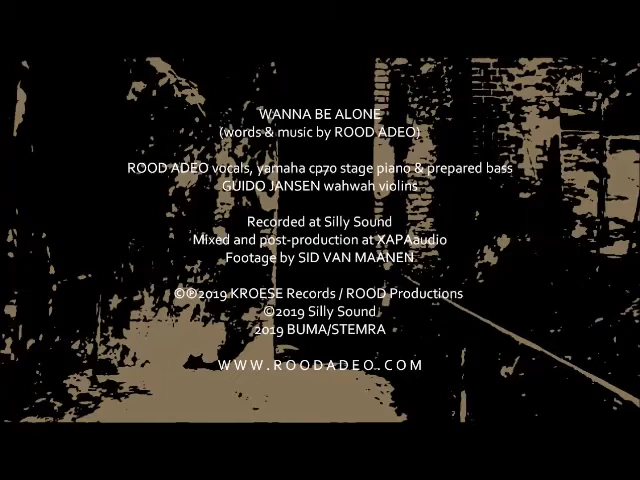 WANNA BE ALONE
(words & music by ROOD ADEO)
ROOD ADEO vocals, yamaha cp70 stage piano & prepared bass
GUIDO JANSEN wahwah violins
Recorded at Silly Sound
Mixed and post-production at XAPAaudio
Footage by SID VAN MAANEN
©℗2019 KROESE Records / ROOD Productions
©2019 Silly Sound
2019 BUMA/STEMRA
WWW.ROODADEO.COM